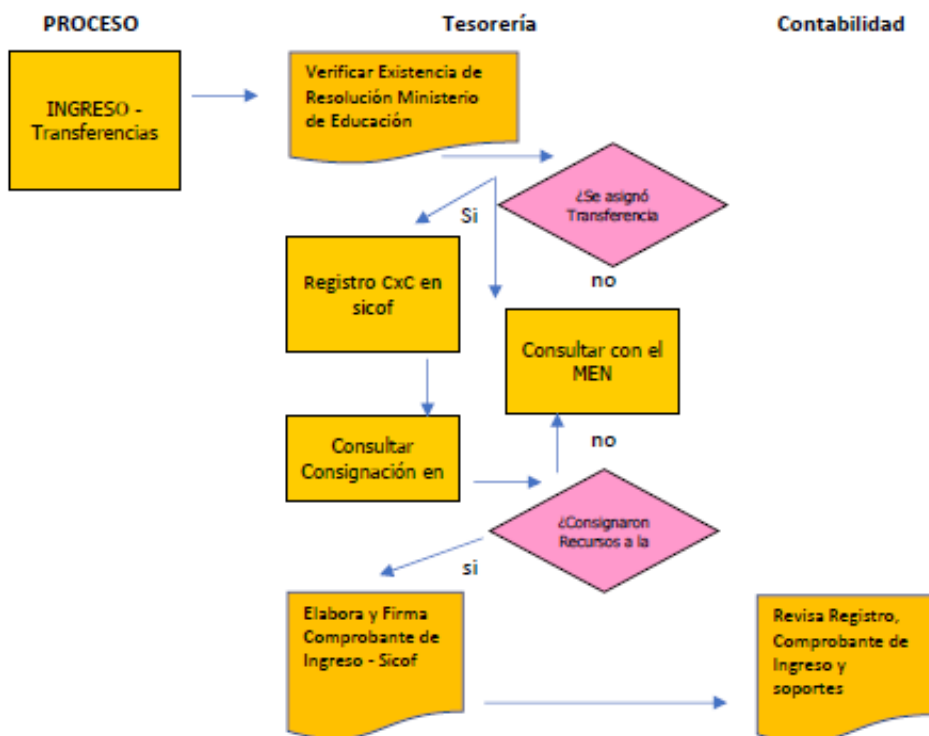 PROCESO
Tesorería
Contabilidad
INGRESO -
Transferencias
Verificar Existencia de
Resolución Ministerio
de Educación
¿Se asignó
Transferencia
Si
no
Registro CxC en
sicof
Consultar con el
MEN
no
Consultar
Consignación en
¿Consignaron
Recursos a la
si
Elabora y Firma
Comprobante de
Ingreso - Sicof
Revisa Registro,
Comprobante de
Ingreso y
soportes